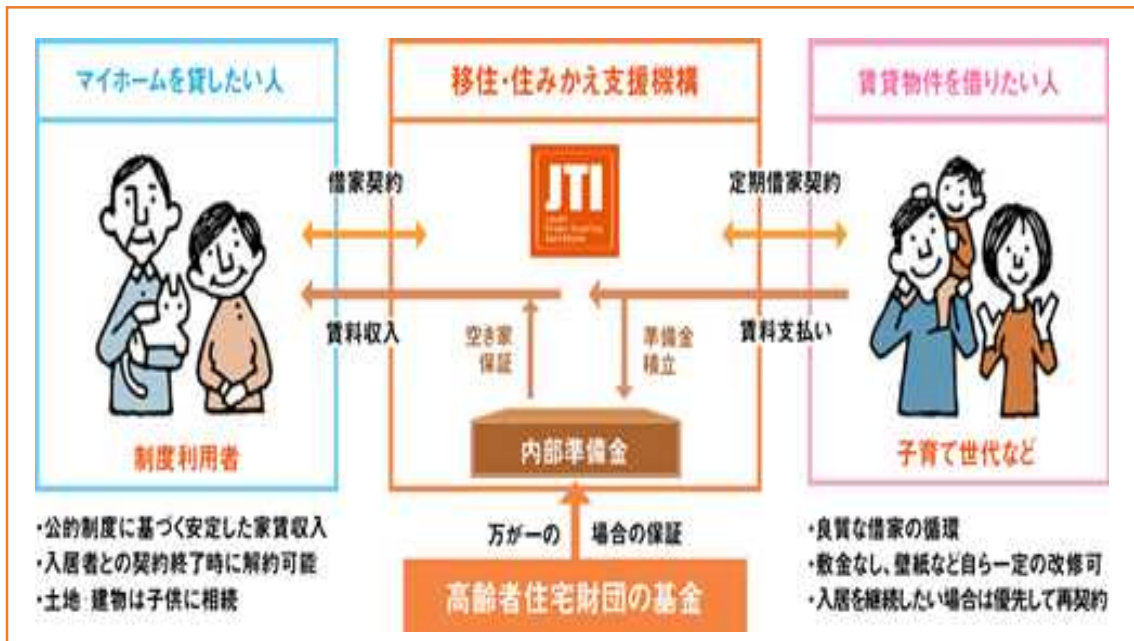 マイホームを貸したい人
移住・住みかえ支援機構
賃貸物件を借りたい人
JTI
借家契約
定期借家契約
賃料収入
空き家
保証
準備金
積立
賃料支払い
内部準備金
制度利用者
子育て世代など
・公的制度に基づく安定した家賃収入
・入居者との契約終了時に解約可能
・土地 建物は子供に相続
万が一の 場合の保証
高齢者住宅財団の基金
・良質な借家の循環
・敷金なし、壁紙など自ら一定の改修可
・入居を継続したい場合は優先して再契約